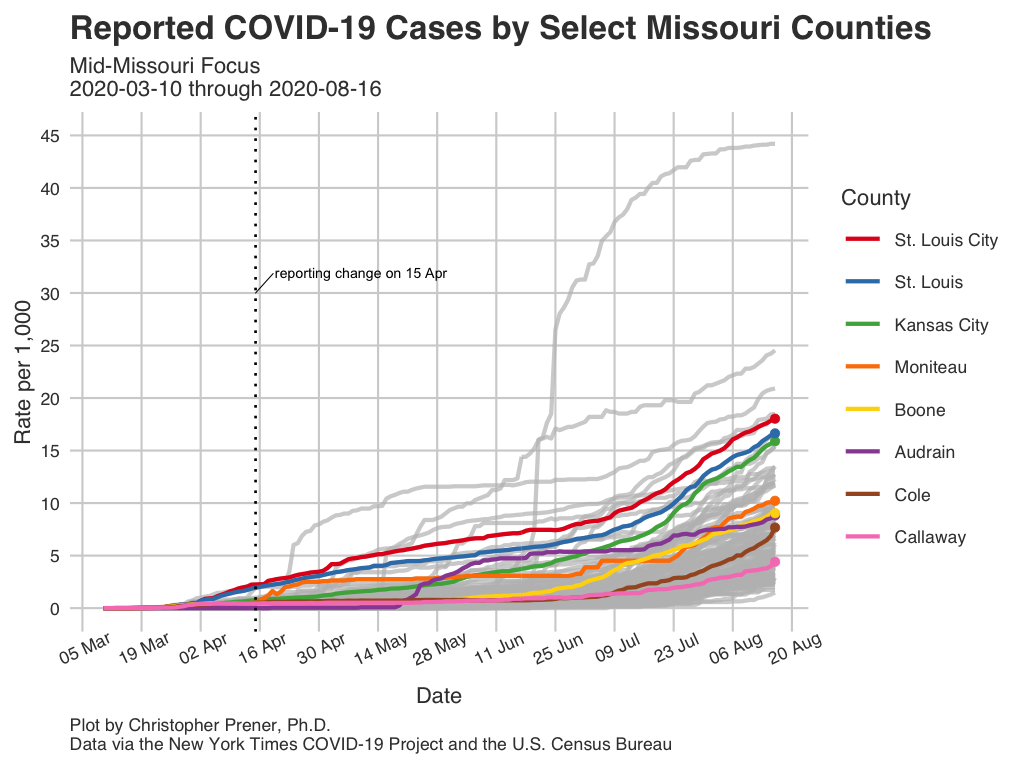 Reported COVID-19 Cases by Select Missouri Counties
Mid-Missouri Focus
2020-03-10 through 2020-08-16
45
40
35
30
25
20
15
10
5
0
Rate per 1,000
reporting change on 15 Apr
05 Mar
19 Mar
02 Apr
16 Apr
30 Apr
14 May
28 May
11 Jun
25 Jun
09 Jul
23 Jul
06 Aug
20 Aug
Date
County
St. Louis City
St. Louis
Kansas City
Moniteau
Boone
Audrain
Cole
Callaway
Plot by Christopher Prener, Ph.D.
Data via the New York Times COVID-19 Project and the U.S. Census Bureau